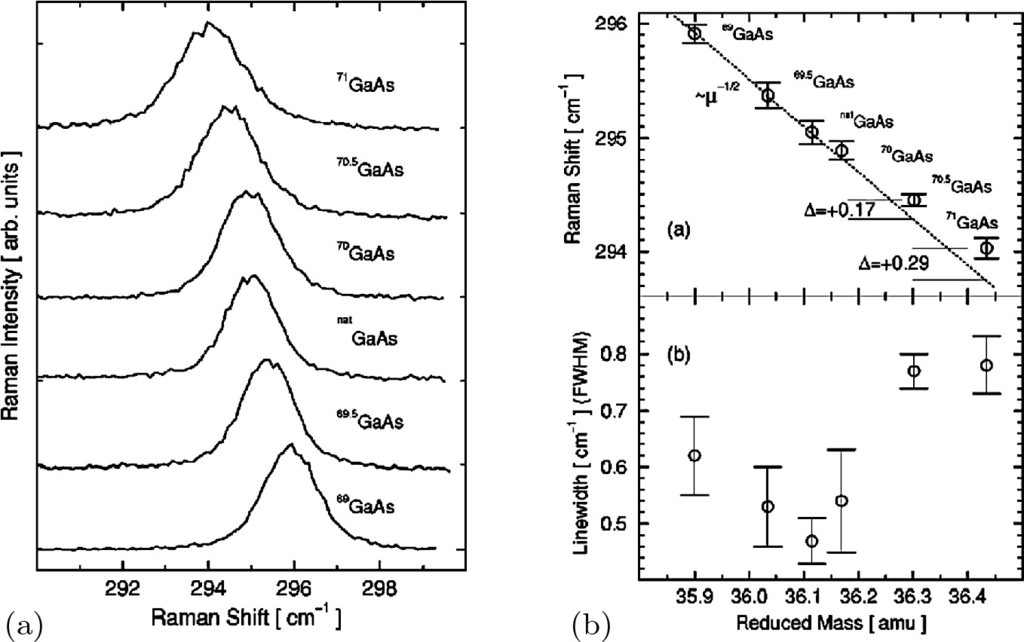 Raman Intensity [ arb. units ]
⁷¹GaAs
⁷⁰·⁵GaAs
⁷⁰GaAs
ⁿᵃᵗGaAs
⁶⁹·⁵GaAs
⁶⁹GaAs
292 294 296 298
Raman Shift [ cm⁻¹ ]
(a)
Raman Shift [ cm⁻¹ ]
296
295
294
⁶⁹GaAs
⁶⁹·⁵GaAs
~μ⁻¹/²
ⁿᵃᵗGaAs
⁷⁰GaAs
⁷⁰·⁵GaAs
Δ=+0.17
⁷¹GaAs
(a)
Δ=+0.29
Linewidth [ cm⁻¹ ] (FWHM)
0.8
0.7
0.6
0.5
(b)
35.9 36.0 36.1 36.2 36.3 36.4
Reduced Mass [ amu ]
(b)